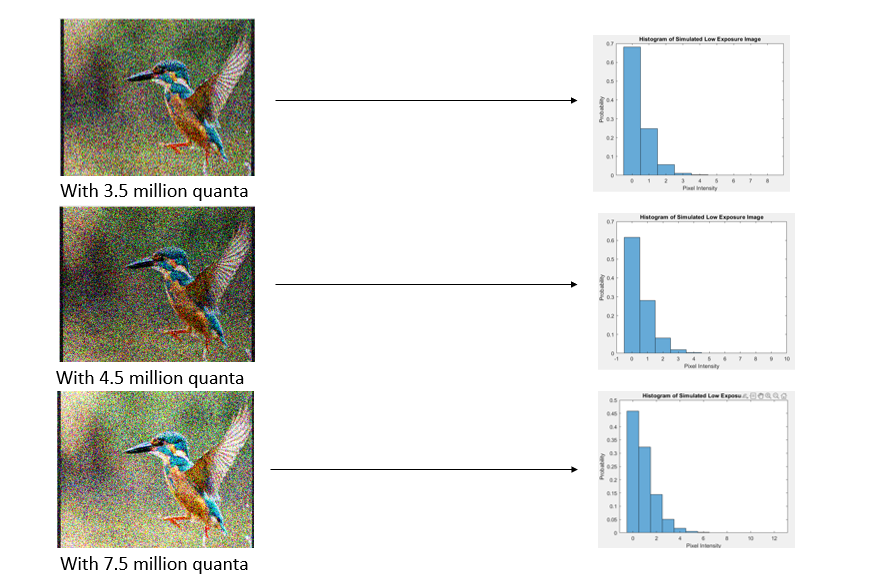 Histogram of Simulated Low Exposure Image
0.7
0.6
0.5
0.4
0.3
0.2
0.1
0
Probability
0 1 2 3 4 5 6 7 8
Pixel Intensity
With 3.5 million quanta
Histogram of Simulated Low Exposure Image
0.7
0.6
0.5
0.4
0.3
0.2
0.1
0
Probability
-1 0 1 2 3 4 5 6 7 8 9 10
Pixel Intensity
With 4.5 million quanta
Histogram of Simulated Low Exposu
0.5
0.45
0.4
0.35
0.3
0.25
0.2
0.15
0.1
0.05
0
Probability
0 2 4 6 8 10 12
Pixel Intensity
With 7.5 million quanta